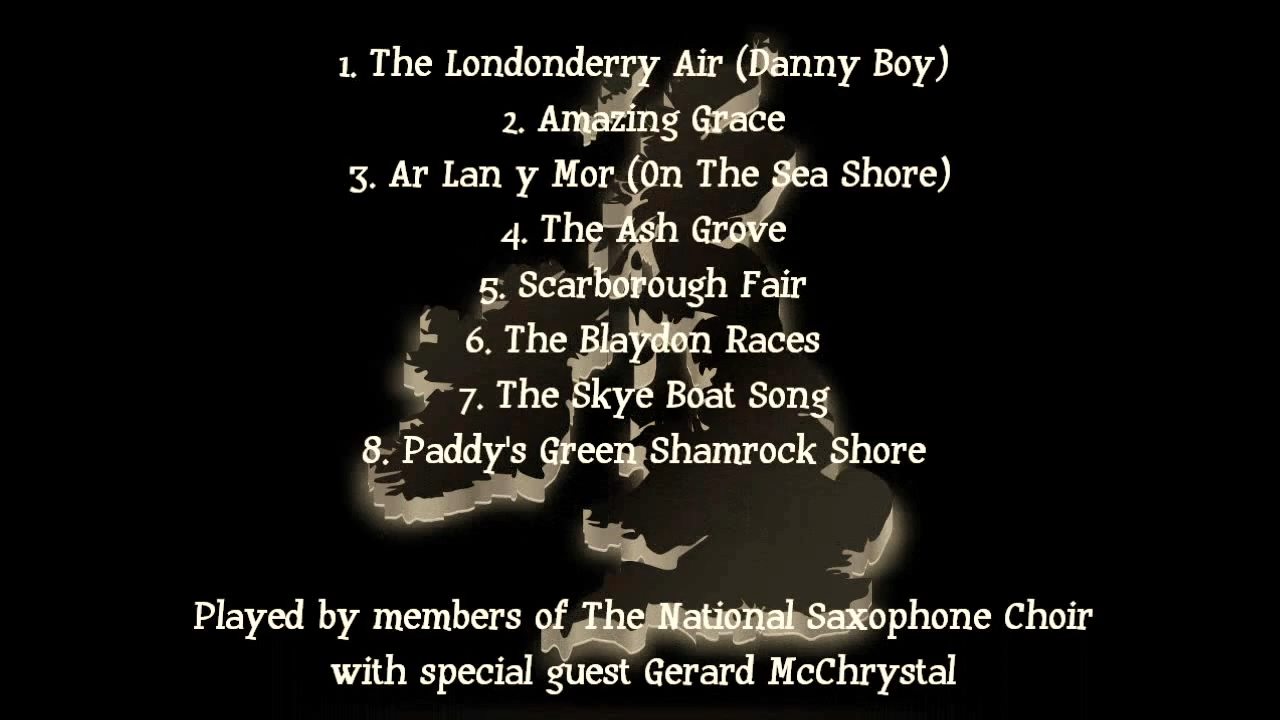 1. The Londonderry Air (Danny Boy)
2. Amazing Grace
3. Ar Lan y Mor (On The Sea Shore)
4. The Ash Grove
5. Scarborough Fair
6. The Blaydon Races
7. The Skye Boat Song
8. Paddy's Green Shamrock Shore
Played by members of The National Saxophone Choir
with special guest Gerard McChrystal